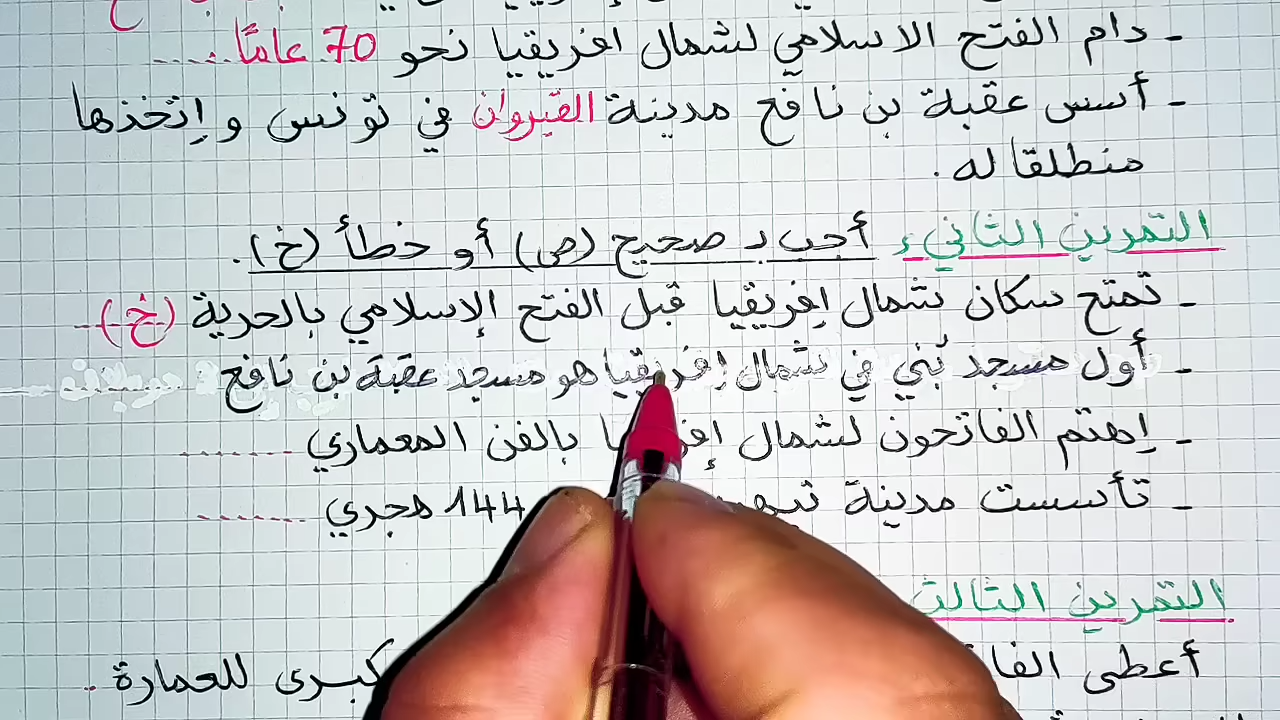 - دام الفتح الاسلامي لشمال افريقيا نحو 70 عامًا.....
- أسس عقبة بن نافع مدينة القيروان في تونس و إتخذها
منطلقا له.
التمرين الثاني: أجب بـ صحيح (ص) أو خطأ (خ).
- تمتع سكان شمال إفريقيا قبل الفتح الإسلامي بالحرية (خ)
- أول مسجد بُني في شمال إفريقيا هو مسجد عقبة بن نافع
- إهتم الفاتحون لشمال بالفن المعماري .......
- تأسست مدينة 144 هجري .......
التمرين الثالث
أعطى كبرى للعمارة